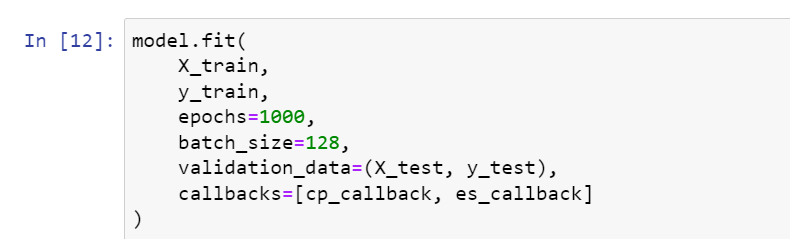 In [12]: model.fit(
    X_train,
    y_train,
    epochs=1000,
    batch_size=128,
    validation_data=(X_test, y_test),
    callbacks=[cp_callback, es_callback]
)